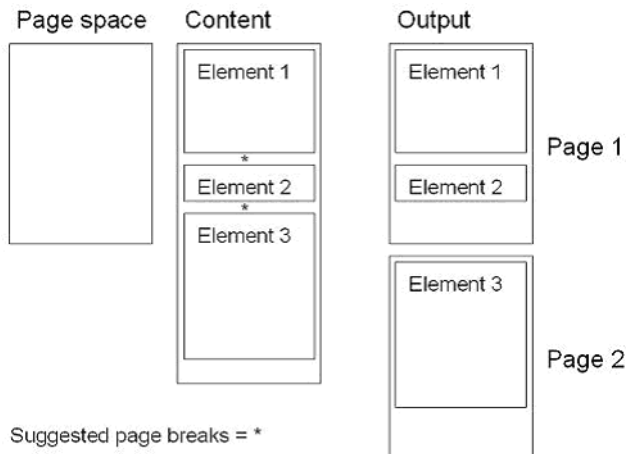 Page space
Content
Output
Element 1
*
Element 2
*
Element 3
Element 1
Element 2
Page 1
Element 3
Page 2
Suggested page breaks = *